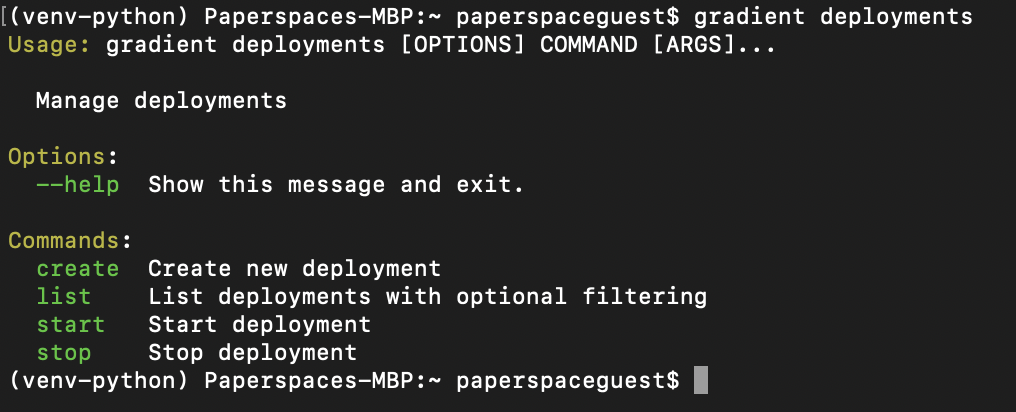 [(venv-python) Paperspaces-MBP:~ paperspaceguest$ gradient deployments
Usage: gradient deployments [OPTIONS] COMMAND [ARGS]...
Manage deployments
Options:
--help Show this message and exit.
Commands:
create Create new deployment
list List deployments with optional filtering
start Start deployment
stop Stop deployment
(venv-python) Paperspaces-MBP:~ paperspaceguest$